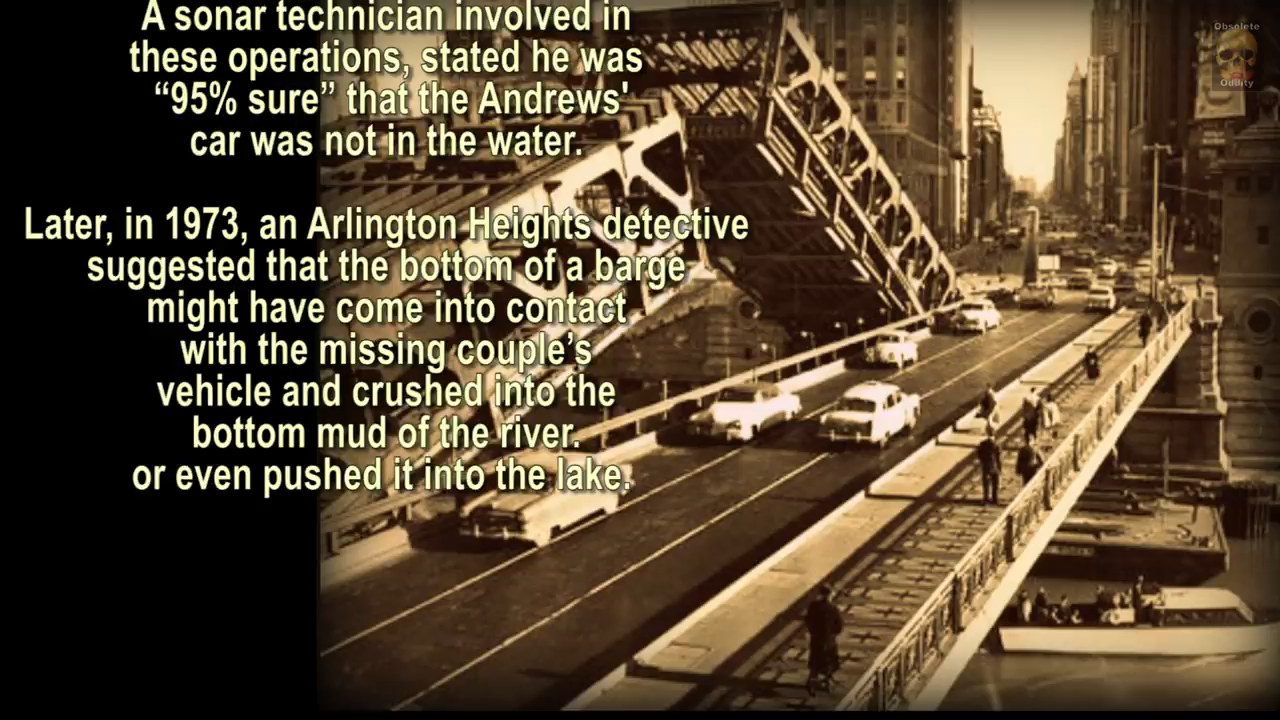 A sonar technician involved in
these operations, stated he was
“95% sure” that the Andrews'
car was not in the water.
Later, in 1973, an Arlington Heights detective
suggested that the bottom of a barge
might have come into contact
with the missing couple’s
vehicle and crushed into the
bottom mud of the river.
or even pushed it into the lake.
Obsolete
Oddity